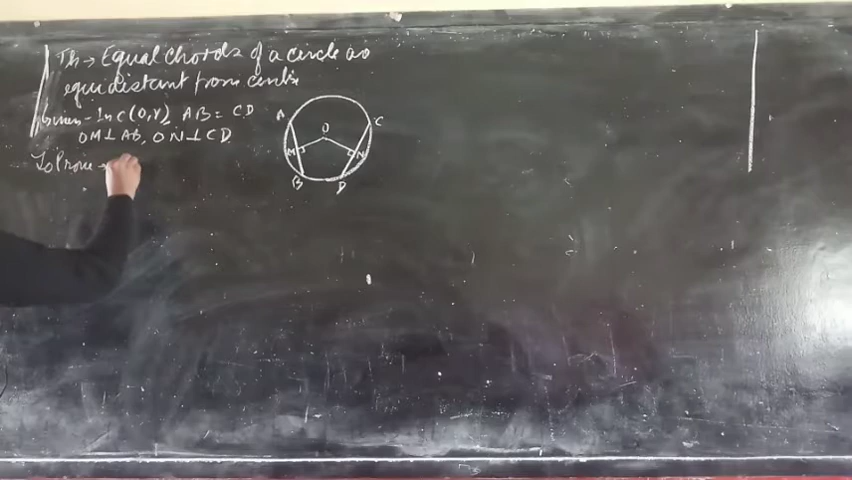 Th → Equal Chords of a circle are
equidistant from centre
Given - In C(O,r), AB = CD
OM ⊥ AB, ON ⊥ CD.
To Prove →
A
C
O
M
N
B
D